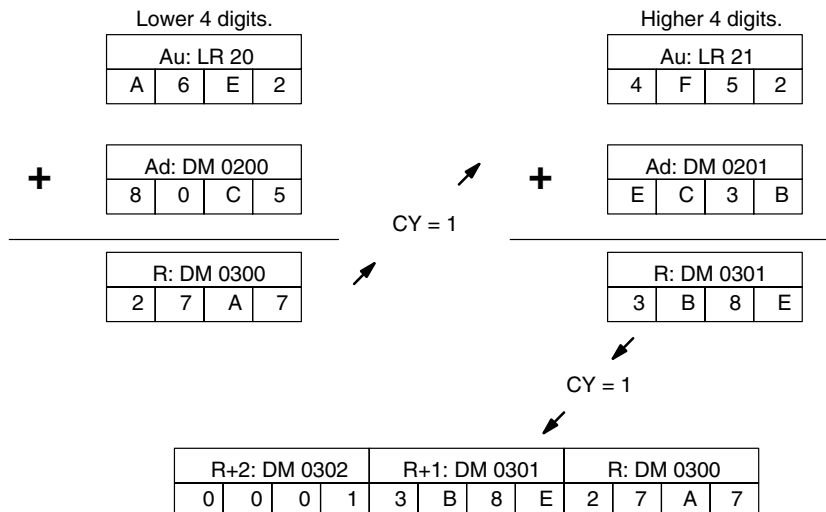 Lower 4 digits. Higher 4 digits.
Au: LR 20 Au: LR 21
A 6 E 2 4 F 5 2
Ad: DM 0200 Ad: DM 0201
+ 8 0 C 5 + E C 3 B
CY = 1
R: DM 0300 R: DM 0301
2 7 A 7 3 B 8 E
CY = 1
R+2: DM 0302 R+1: DM 0301 R: DM 0300
0 0 0 1 3 B 8 E 2 7 A 7